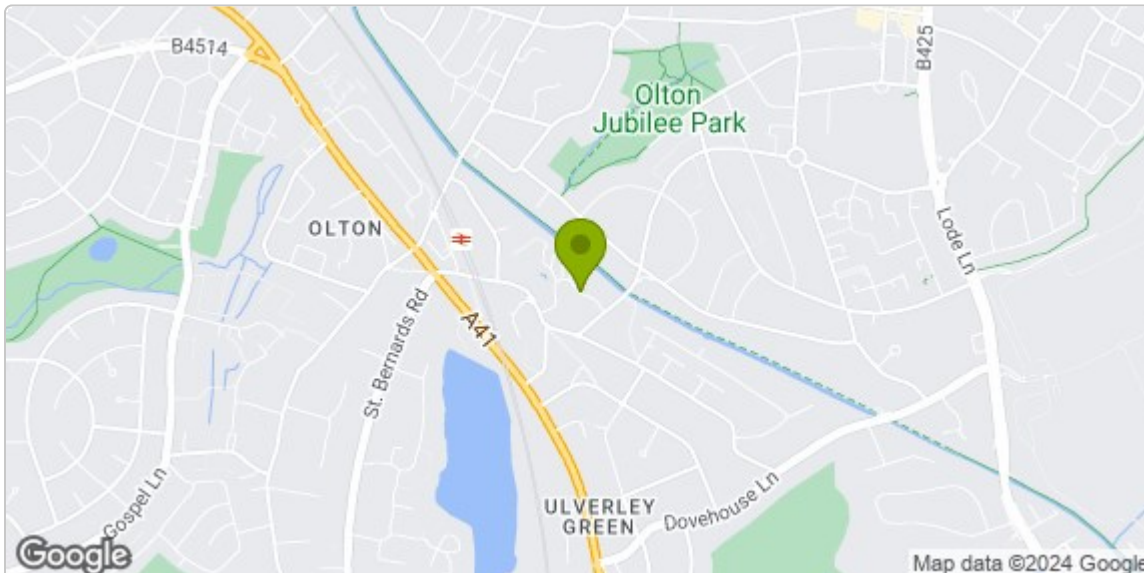 B4514
B425
Olton
Jubilee Park
OLTON
Lode Ln
St. Bernards Rd
A41
Gospel Ln
ULVERLEY
GREEN
Dovehouse Ln
Google
Map data ©2024 Google